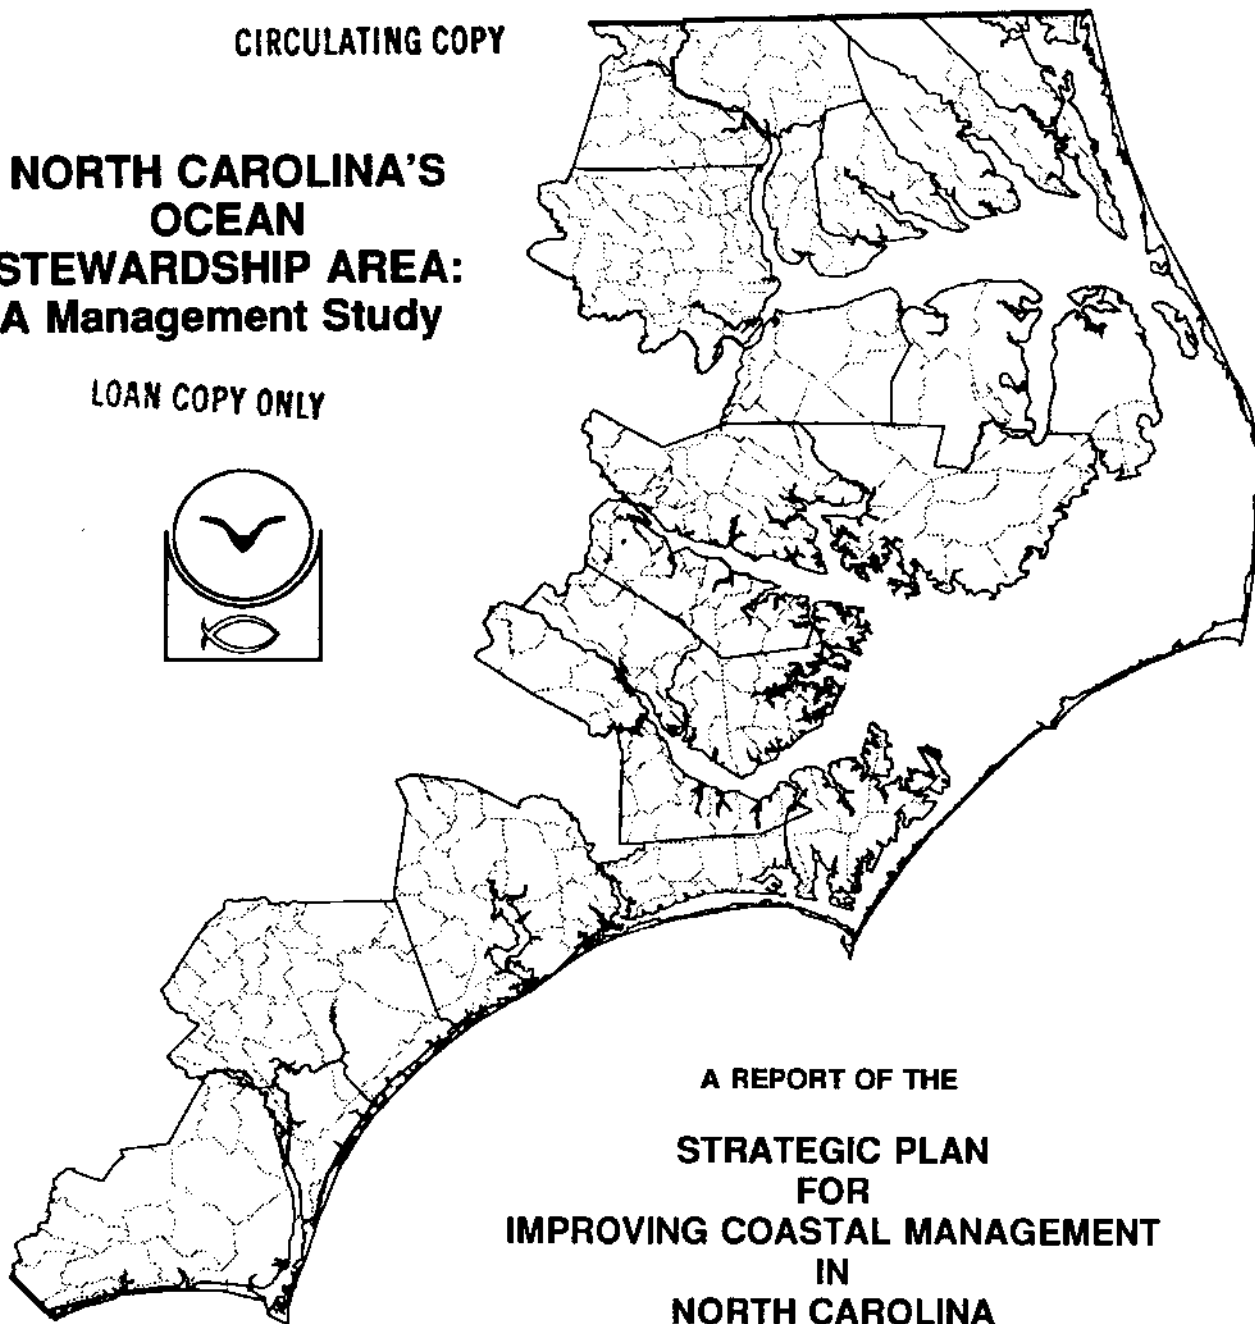 CIRCULATING COPY
NORTH CAROLINA'S
OCEAN
STEWARDSHIP AREA:
A Management Study
LOAN COPY ONLY
A REPORT OF THE
STRATEGIC PLAN
FOR
IMPROVING COASTAL MANAGEMENT
IN
NORTH CAROLINA